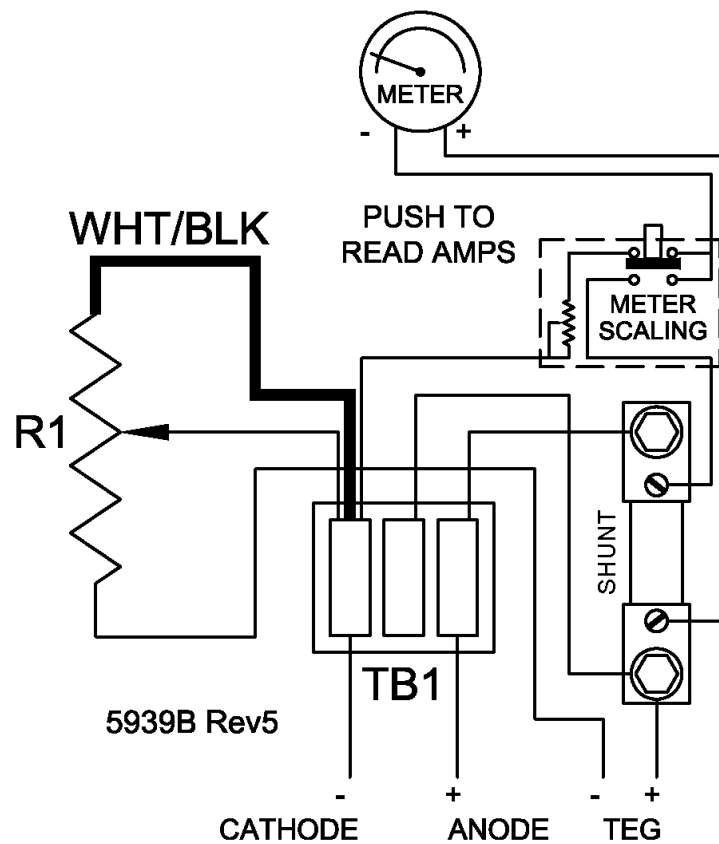 METER
- +
PUSH TO
READ AMPS
WHT/BLK
METER
SCALING
R1
SHUNT
TB1
5939B Rev5
- + - +
CATHODE ANODE TEG